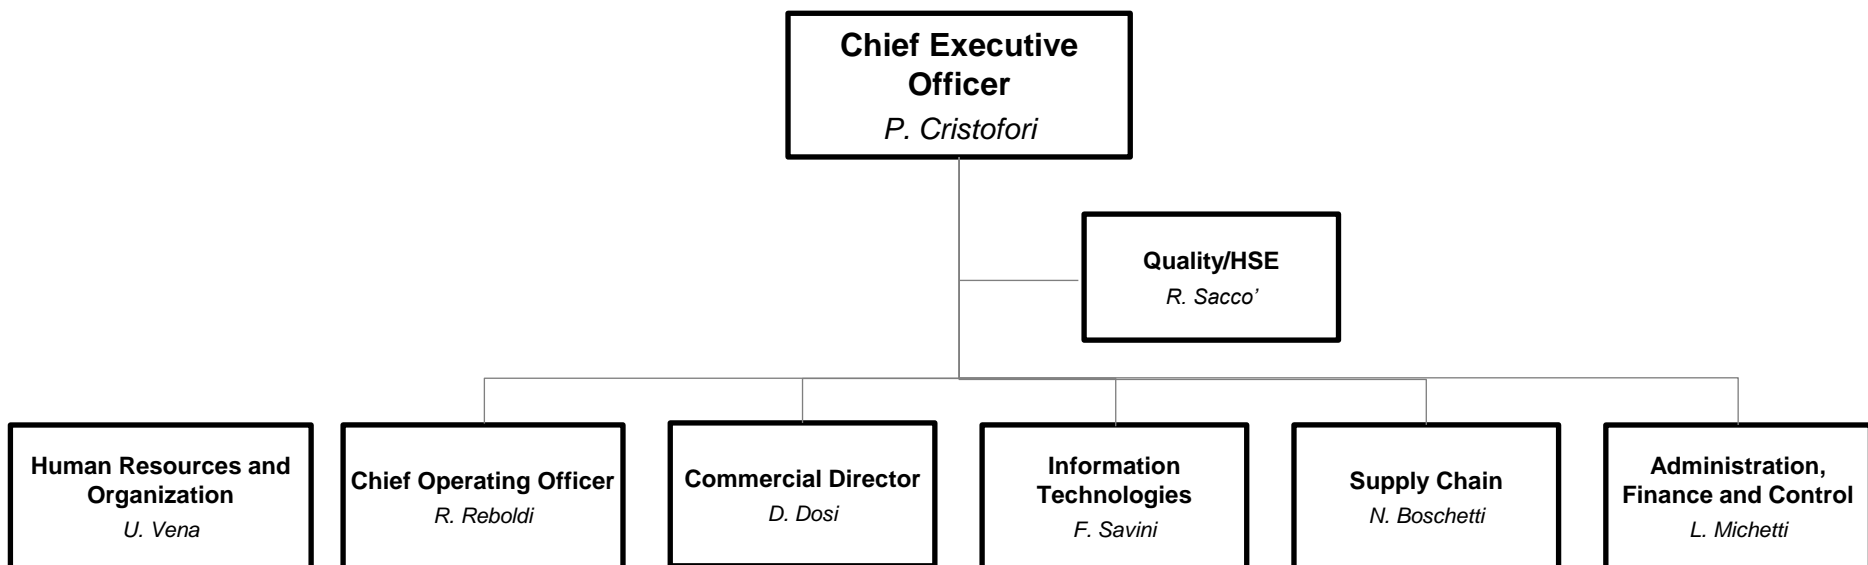 Chief Executive
Officer
P. Cristofori
Quality/HSE
R. Sacco’
Human Resources and
Organization
U. Vena
Chief Operating Officer
R. Reboldi
Commercial Director
D. Dosi
Information
Technologies
F. Savini
Supply Chain
N. Boschetti
Administration,
Finance and Control
L. Michetti